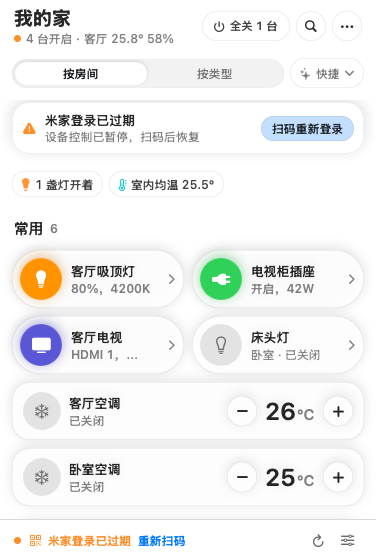 我的家
4 台开启 · 客厅 25.8° 58%
全关 1 台
按房间
按类型
快捷
米家登录已过期
设备控制已暂停，扫码后恢复
扫码重新登录
1 盏灯开着
室内均温 25.5°
常用 6
客厅吸顶灯
80%，4200K
电视柜插座
开启，42W
客厅电视
HDMI 1，…
床头灯
卧室 · 已关闭
客厅空调
已关闭
26°C
卧室空调
已关闭
25°C
米家登录已过期 重新扫码